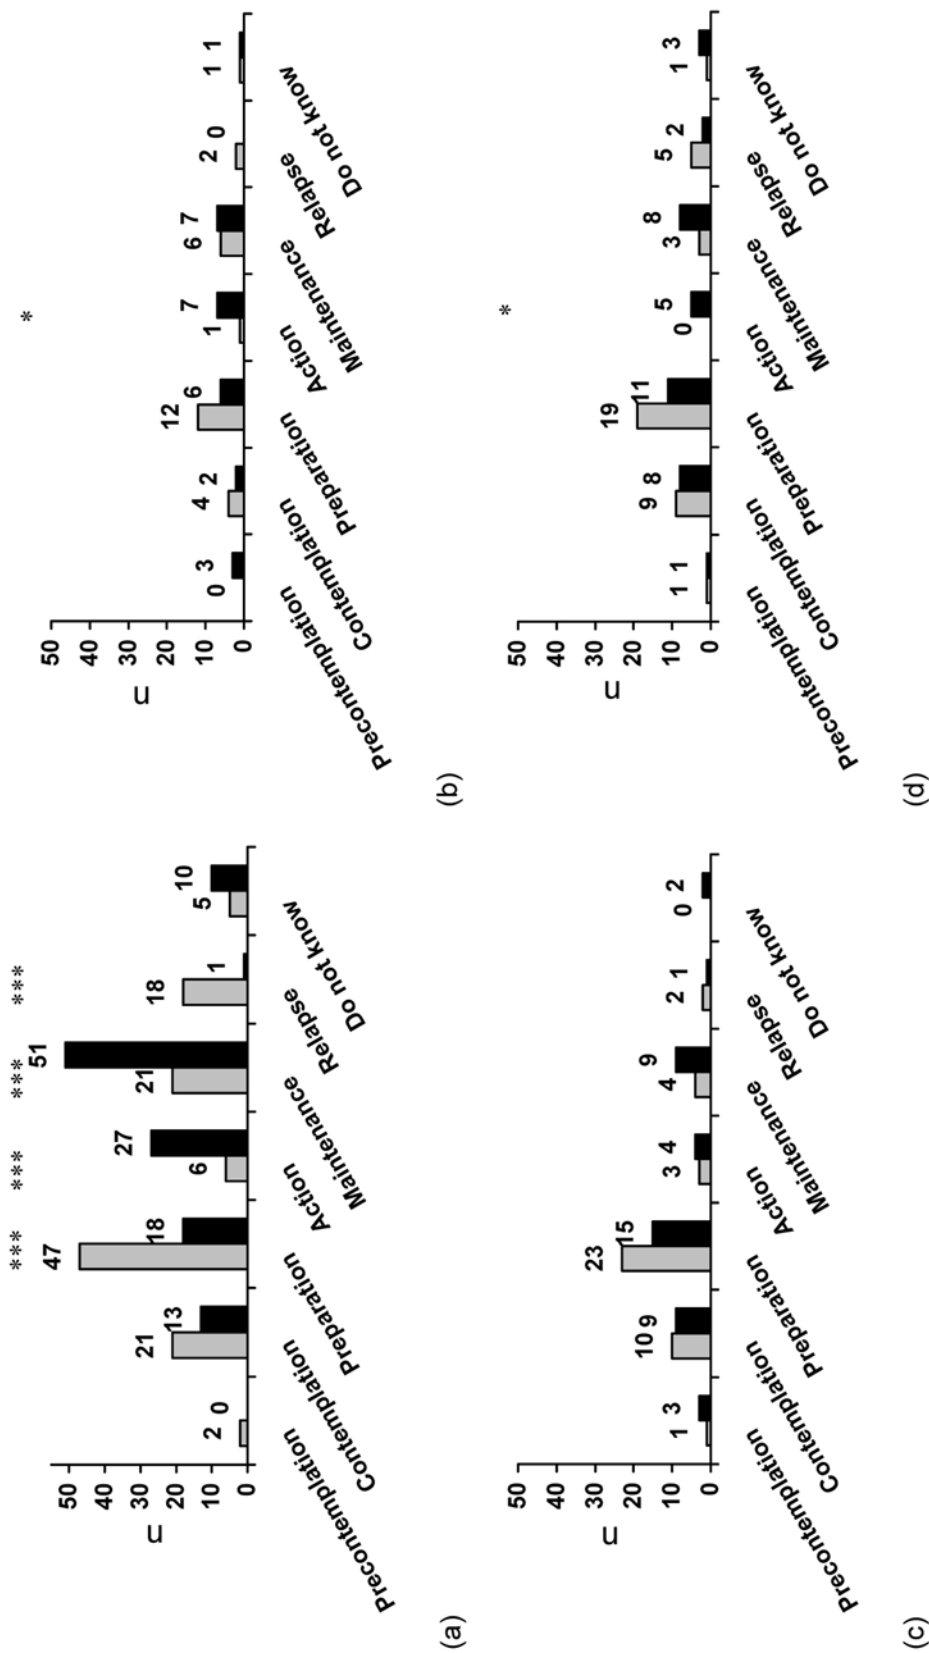 *** *** *** ***
50
40
30
20
10
0
n
2 0
21 13
47 18
6 27
21 51
18 1
5 10
Precontemplation
Contemplation
Preparation
Action
Maintenance
Relapse
Do not know
(a)
*
50
40
30
20
10
0
n
0 3
4 2
12 6
1 7
6 7
2 0
1 1
Precontemplation
Contemplation
Preparation
Action
Maintenance
Relapse
Do not know
(b)
50
40
30
20
10
0
n
1 3
10 9
23 15
3 4
4 9
2 1
0 2
Precontemplation
Contemplation
Preparation
Action
Maintenance
Relapse
Do not know
(c)
*
50
40
30
20
10
0
n
1 1
9 8
19 11
0 5
3 8
5 2
1 3
Precontemplation
Contemplation
Preparation
Action
Maintenance
Relapse
Do not know
(d)